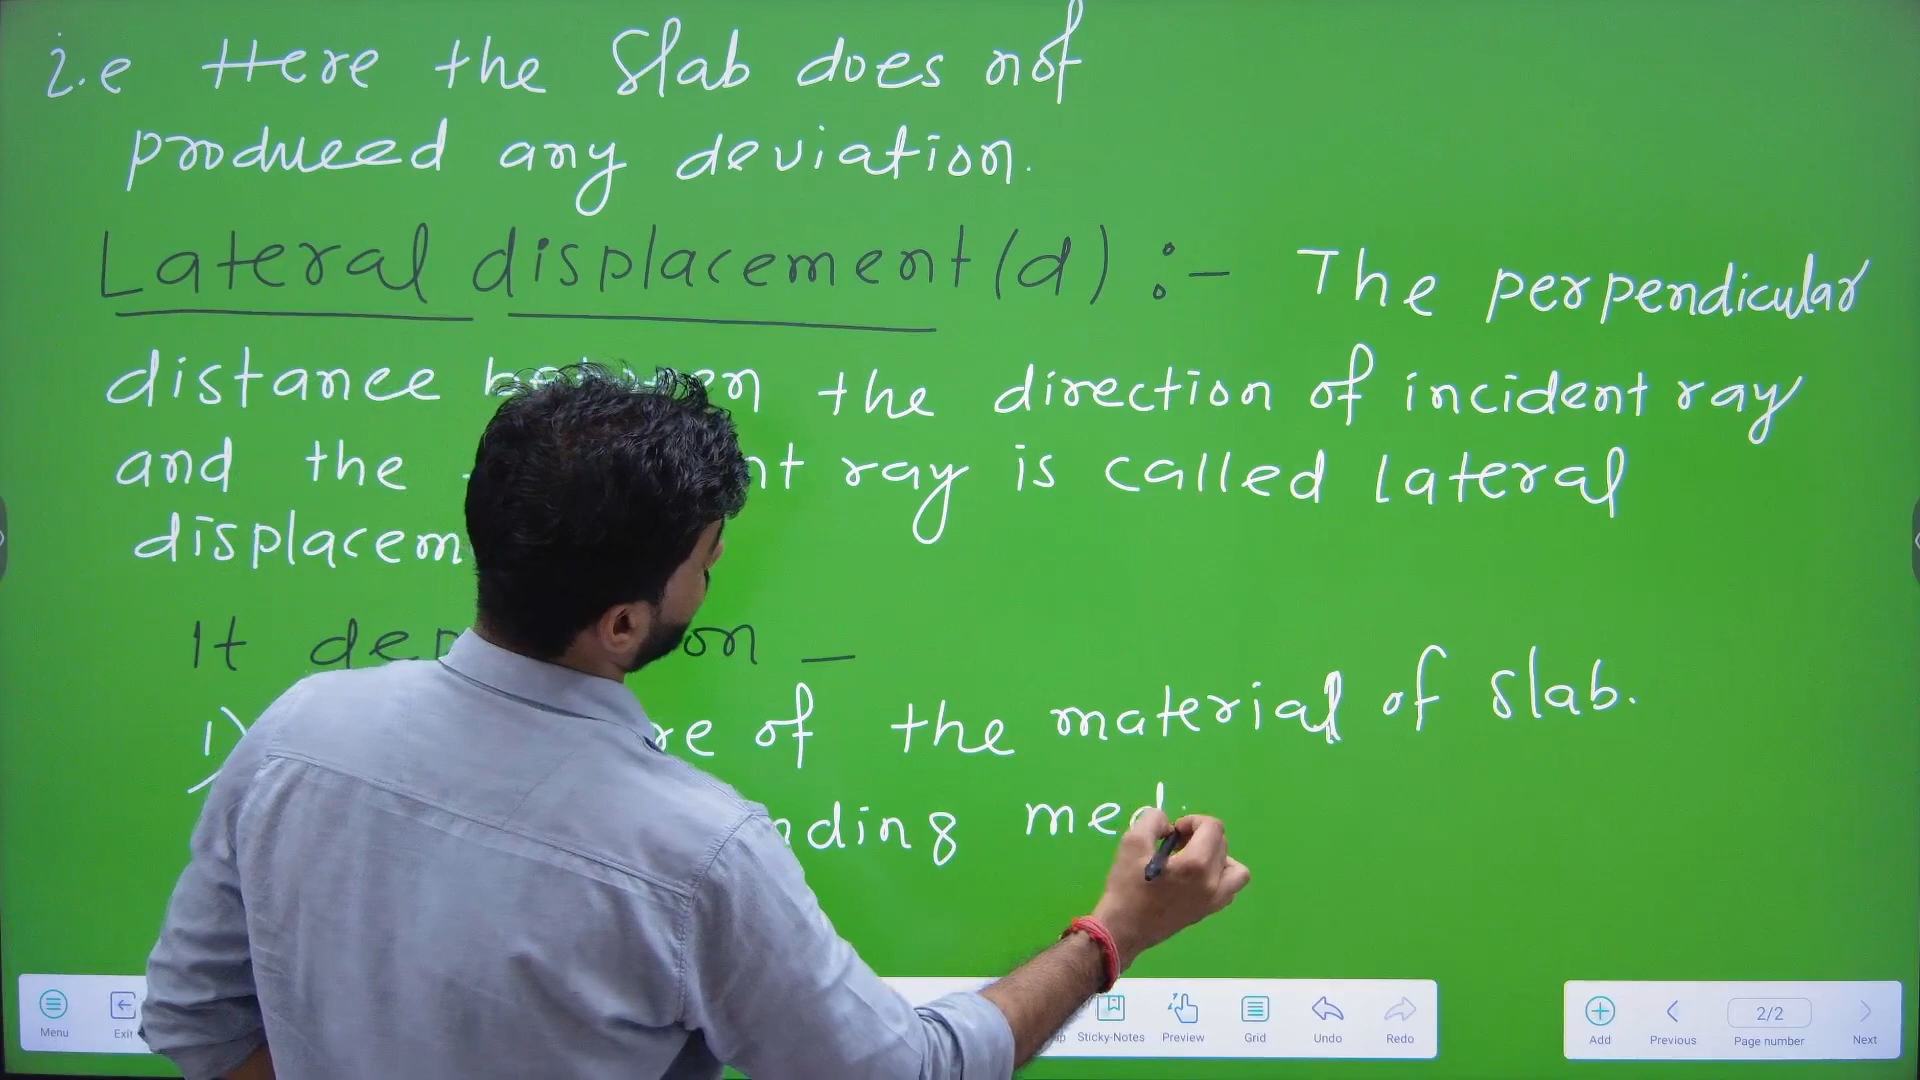 i.e Here the Slab does not
produced any deviation.
Lateral displacement (d) :- The perpendicular
distance between the direction of incident ray
and the ray is called lateral
displacem
It on _
1) of the material of slab.
med
Menu Exit Sticky-Notes Preview Grid Undo Redo Add Previous 2/2 Page number Next